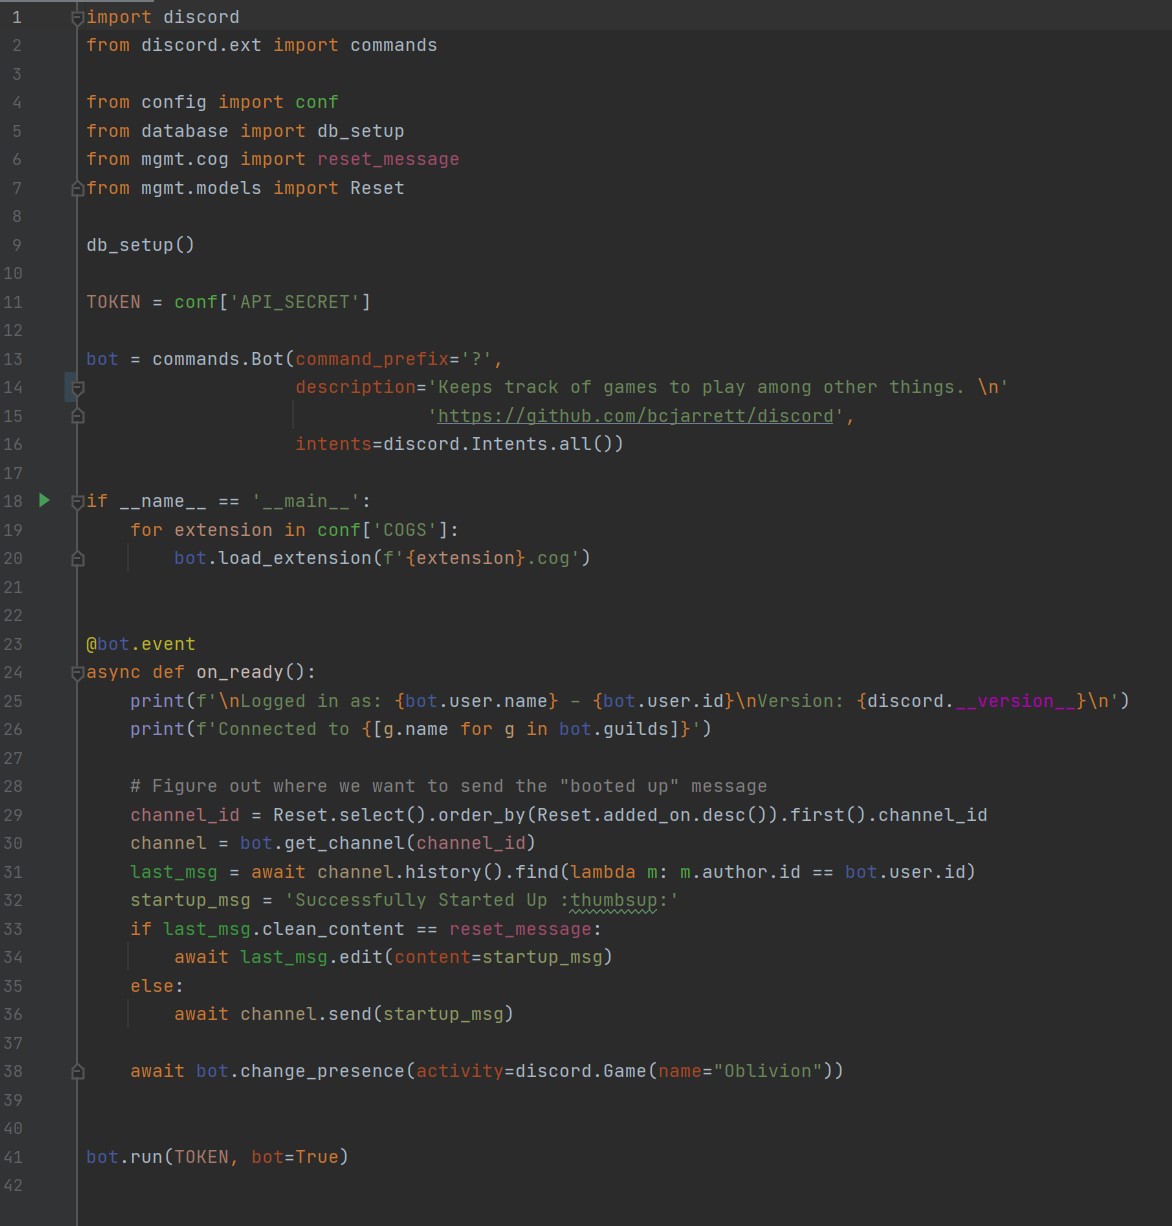 1 import discord
2 from discord.ext import commands
3
4 from config import conf
5 from database import db_setup
6 from mgmt.cog import reset_message
7 from mgmt.models import Reset
8
9 db_setup()
10
11 TOKEN = conf['API_SECRET']
12
13 bot = commands.Bot(command_prefix='?',
14                    description='Keeps track of games to play among other things. \n'
15                                'https://github.com/bcjarrett/discord',
16                    intents=discord.Intents.all())
17
18 if __name__ == '__main__':
19     for extension in conf['COGS']:
20         bot.load_extension(f'{extension}.cog')
21
22
23 @bot.event
24 async def on_ready():
25     print(f'\nLogged in as: {bot.user.name} - {bot.user.id}\nVersion: {discord.__version__}\n')
26     print(f'Connected to {[g.name for g in bot.guilds]}')
27
28     # Figure out where we want to send the "booted up" message
29     channel_id = Reset.select().order_by(Reset.added_on.desc()).first().channel_id
30     channel = bot.get_channel(channel_id)
31     last_msg = await channel.history().find(lambda m: m.author.id == bot.user.id)
32     startup_msg = 'Successfully Started Up :thumbsup:'
33     if last_msg.clean_content == reset_message:
34         await last_msg.edit(content=startup_msg)
35     else:
36         await channel.send(startup_msg)
37
38     await bot.change_presence(activity=discord.Game(name="Oblivion"))
39
40
41 bot.run(TOKEN, bot=True)
42